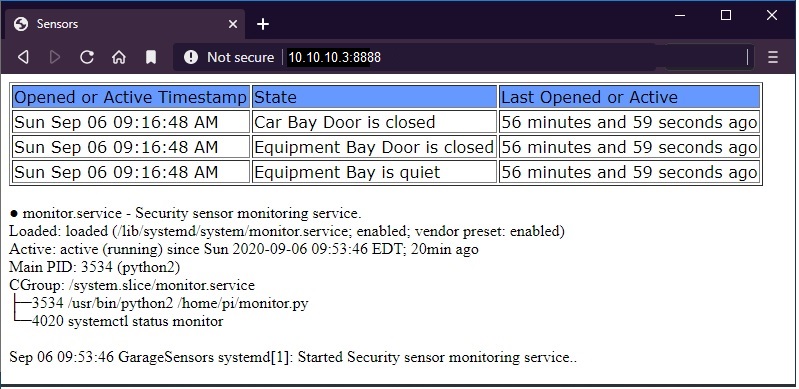 Sensors
Not secure 10.10.10.3:8888
Opened or Active Timestamp State Last Opened or Active
Sun Sep 06 09:16:48 AM Car Bay Door is closed 56 minutes and 59 seconds ago
Sun Sep 06 09:16:48 AM Equipment Bay Door is closed 56 minutes and 59 seconds ago
Sun Sep 06 09:16:48 AM Equipment Bay is quiet 56 minutes and 59 seconds ago
● monitor.service - Security sensor monitoring service.
Loaded: loaded (/lib/systemd/system/monitor.service; enabled; vendor preset: enabled)
Active: active (running) since Sun 2020-09-06 09:53:46 EDT; 20min ago
Main PID: 3534 (python2)
CGroup: /system.slice/monitor.service
├─3534 /usr/bin/python2 /home/pi/monitor.py
└─4020 systemctl status monitor
Sep 06 09:53:46 GarageSensors systemd[1]: Started Security sensor monitoring service..